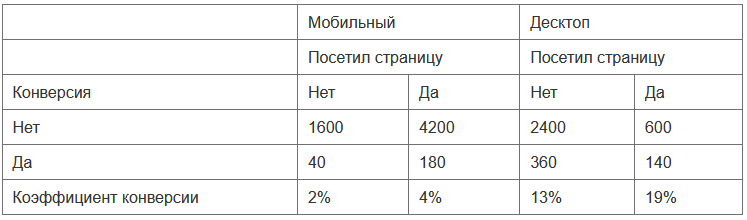 Мобильный Десктоп
Посетил страницу Посетил страницу
Конверсия Нет Да Нет Да
Нет 1600 4200 2400 600
Да 40 180 360 140
Коэффициент конверсии 2% 4% 13% 19%